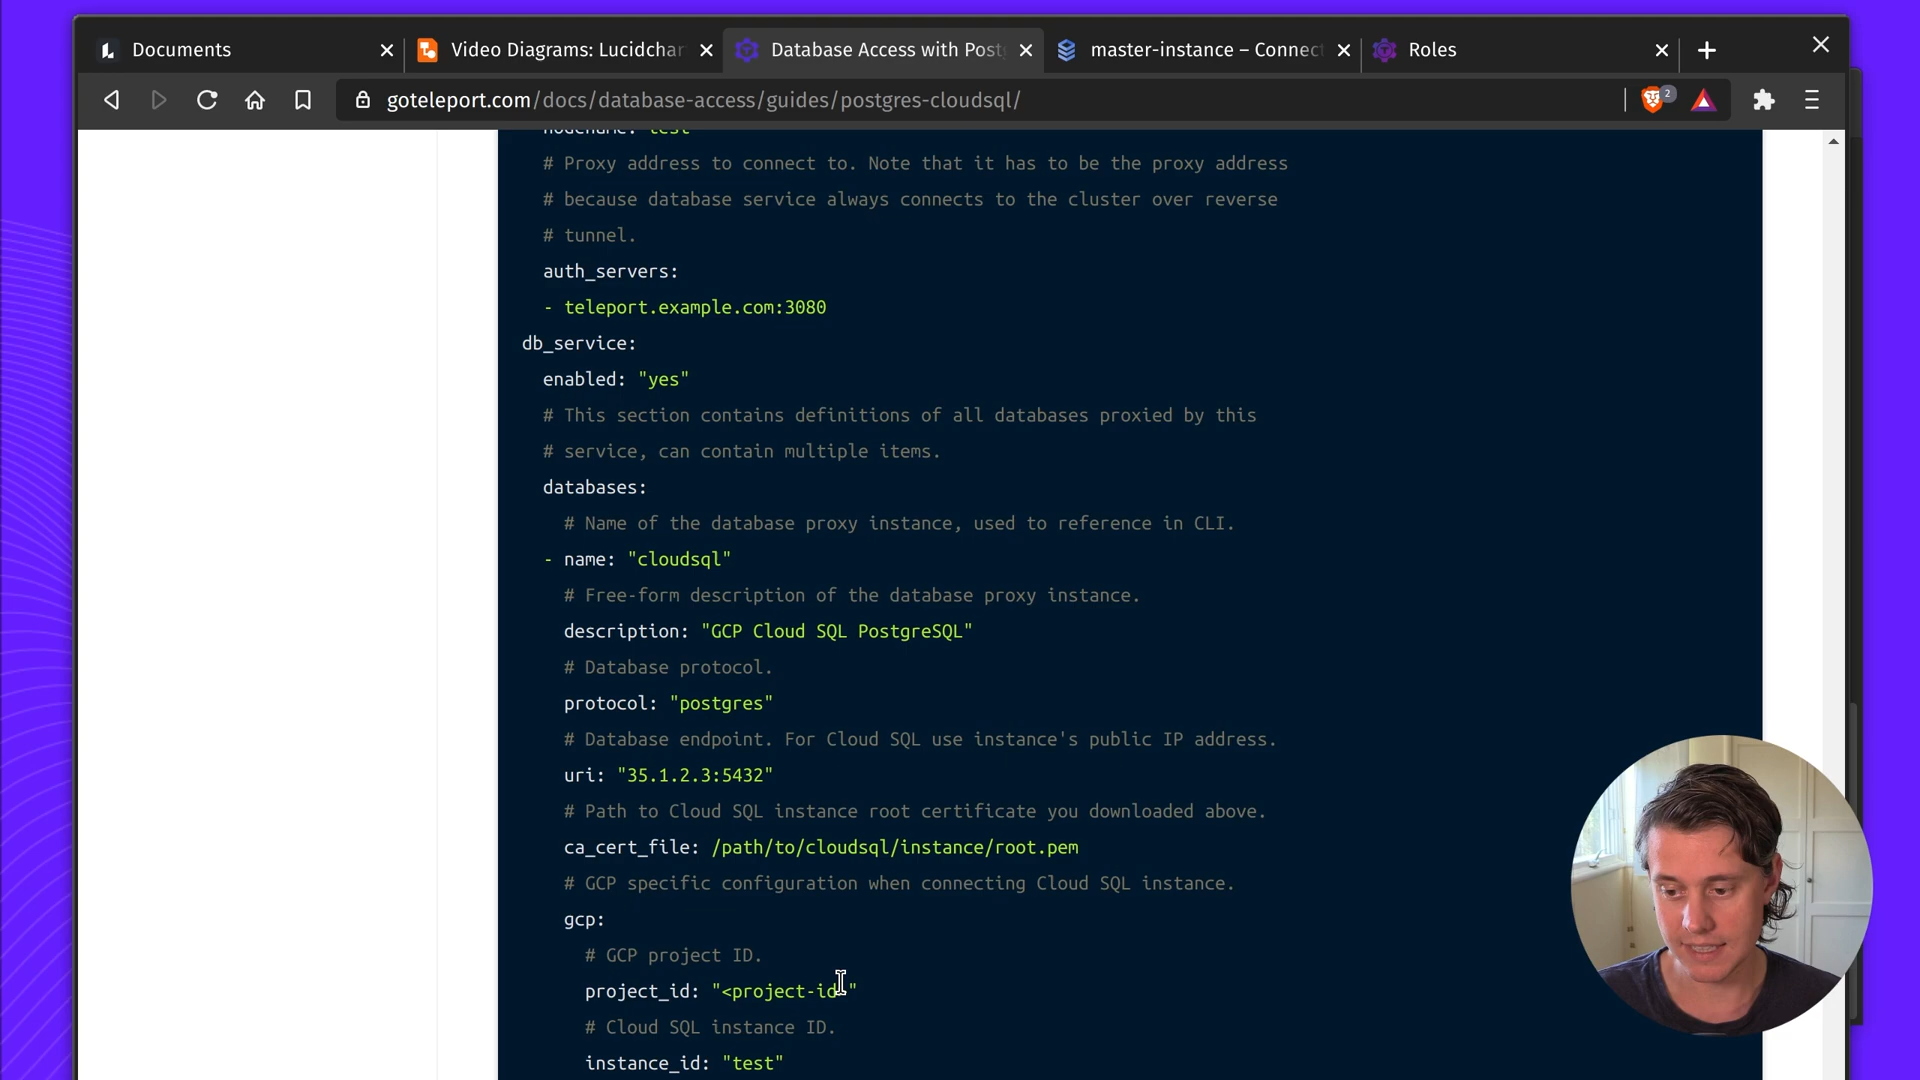 Documents
Video Diagrams: Lucidchar
Database Access with Post
master-instance – Connect
Roles
goteleport.com/docs/database-access/guides/postgres-cloudsql/
2
nodename: test
# Proxy address to connect to. Note that it has to be the proxy address
# because database service always connects to the cluster over reverse
# tunnel.
auth_servers:
- teleport.example.com:3080
db_service:
enabled: "yes"
# This section contains definitions of all databases proxied by this
# service, can contain multiple items.
databases:
# Name of the database proxy instance, used to reference in CLI.
- name: "cloudsql"
# Free-form description of the database proxy instance.
description: "GCP Cloud SQL PostgreSQL"
# Database protocol.
protocol: "postgres"
# Database endpoint. For Cloud SQL use instance's public IP address.
uri: "35.1.2.3:5432"
# Path to Cloud SQL instance root certificate you downloaded above.
ca_cert_file: /path/to/cloudsql/instance/root.pem
# GCP specific configuration when connecting Cloud SQL instance.
gcp:
# GCP project ID.
project_id: "<project-id>"
# Cloud SQL instance ID.
instance_id: "test"